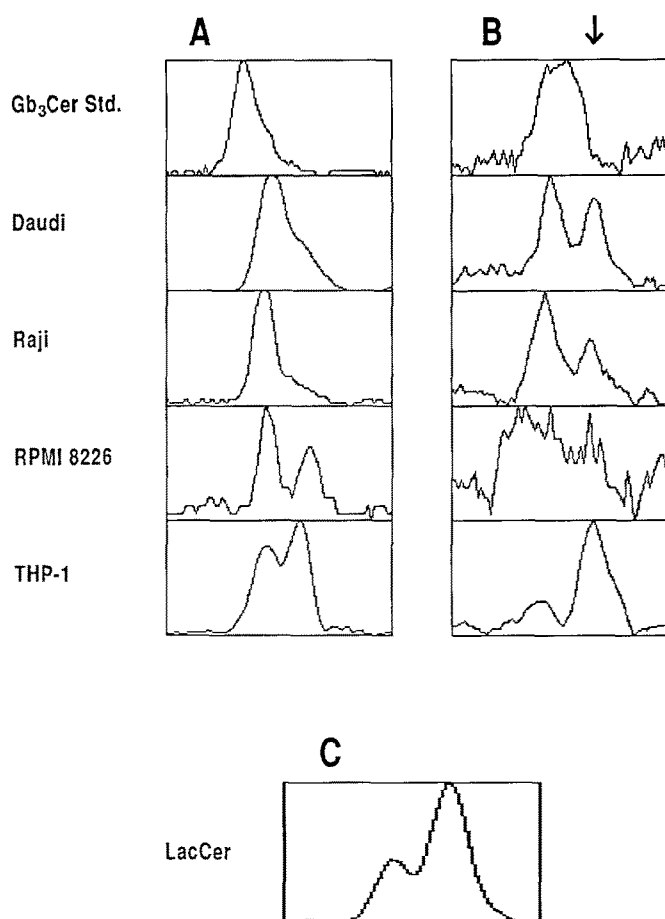 A B ↓
Gb₃Cer Std.
Daudi
Raji
RPMI 8226
THP-1
C
LacCer